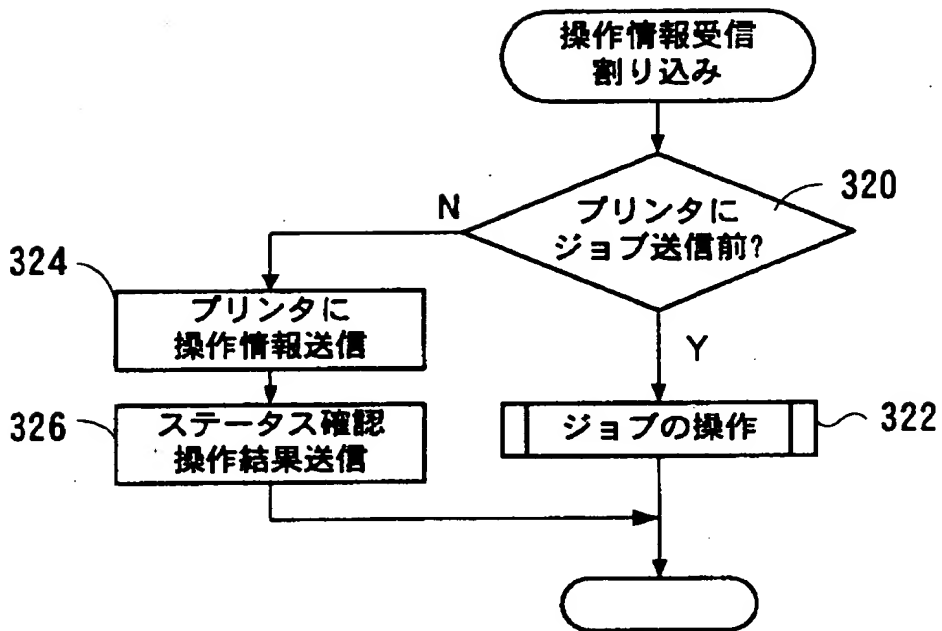 操作情報受信
割り込み
320
プリンタに
ジョブ送信前?
N
Y
324
プリンタに
操作情報送信
326
ステータス確認
操作結果送信
ジョブの操作
322